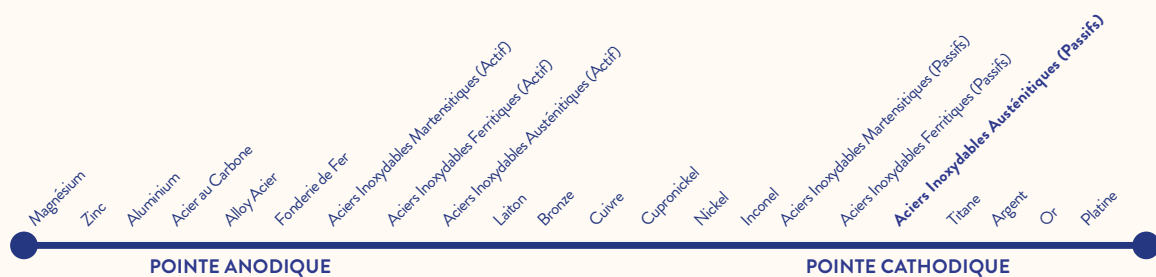 Magnésium
Zinc
Aluminium
Acier au Carbone
Alloy Acier
Fonderie de Fer
Aciers Inoxydables Martensitiques (Actif)
Aciers Inoxydables Ferritiques (Actif)
Aciers Inoxydables Austénitiques (Actif)
Laiton
Bronze
Cuivre
Cupronickel
Nickel
Inconel
Aciers Inoxydables Martensitiques (Passifs)
Aciers Inoxydables Ferritiques (Passifs)
Aciers Inoxydables Austénitiques (Passifs)
Titane
Argent
Or
Platine
POINTE ANODIQUE
POINTE CATHODIQUE